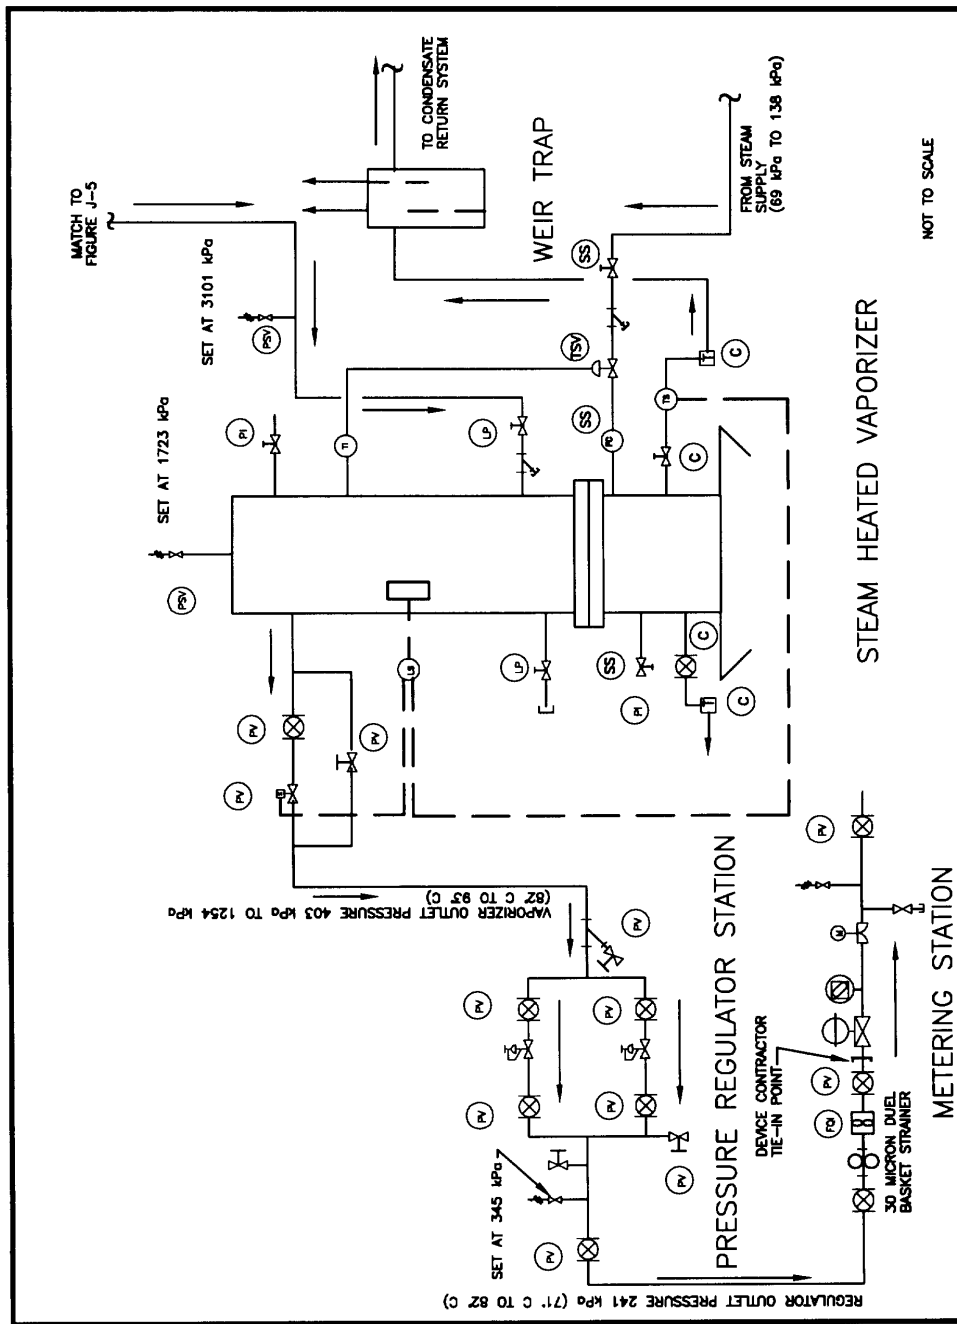 MATCH TO
FIGURE J-5
SET AT 3101 kPa
PSV
SET AT 1723 kPa
PSV
PI
TI
LP
TO CONDENSATE
RETURN SYSTEM
WEIR TRAP
FROM STEAM
SUPPLY
(69 kPa TO 138 kPa)
NOT TO SCALE
SS
TSV
SS
C
C
STEAM HEATED VAPORIZER
LS
LP
SS
PI
C
C
PV
PV
PV
VAPORIZER OUTLET PRESSURE 403 kPa TO 1254 kPa
(82° C TO 93° C)
PV
PV
PV
PV
PV
PV
PRESSURE REGULATOR STATION
SET AT 345 kPa
PV
REGULATOR OUTLET PRESSURE 241 kPa (71° C TO 82° C)
DEVICE CONTRACTOR
TIE-IN POINT
30 MICRON DUEL
BASKET STRAINER
FQI
PV
M
PV
METERING STATION